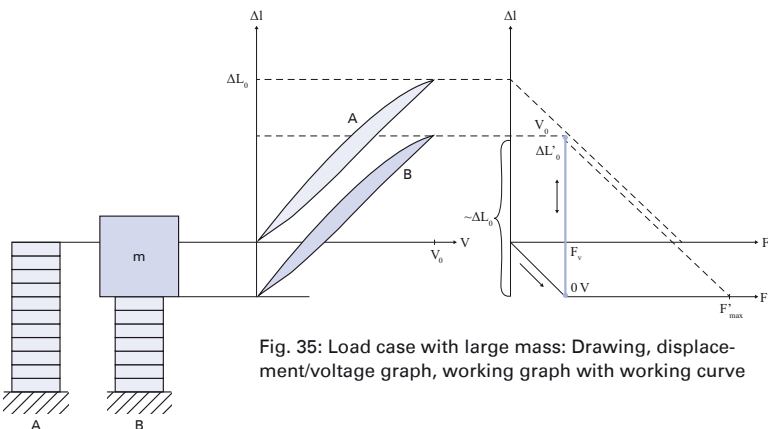 Δl
Δl
ΔL₀
A
V₀
ΔL'₀
B
~ΔL₀
m
V
V₀
F
Fᵥ
0 V
F
F'max
Fig. 35: Load case with large mass: Drawing, displace-
ment/voltage graph, working graph with working curve
A
B